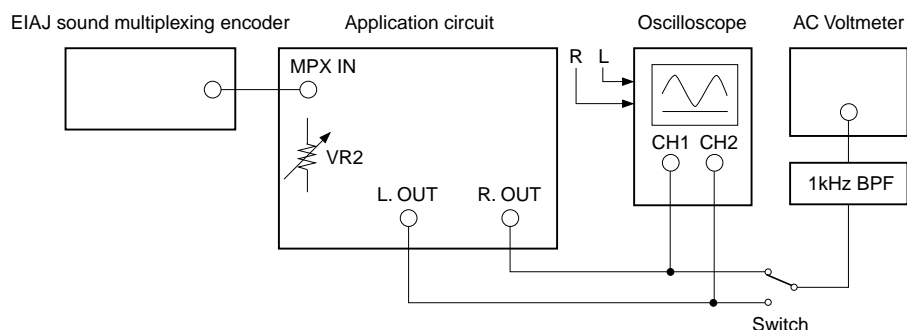 EIAJ sound multiplexing encoder
Application circuit
Oscilloscope
AC Voltmeter
MPX IN
R L
VR2
CH1 CH2
1kHz BPF
L. OUT R. OUT
Switch